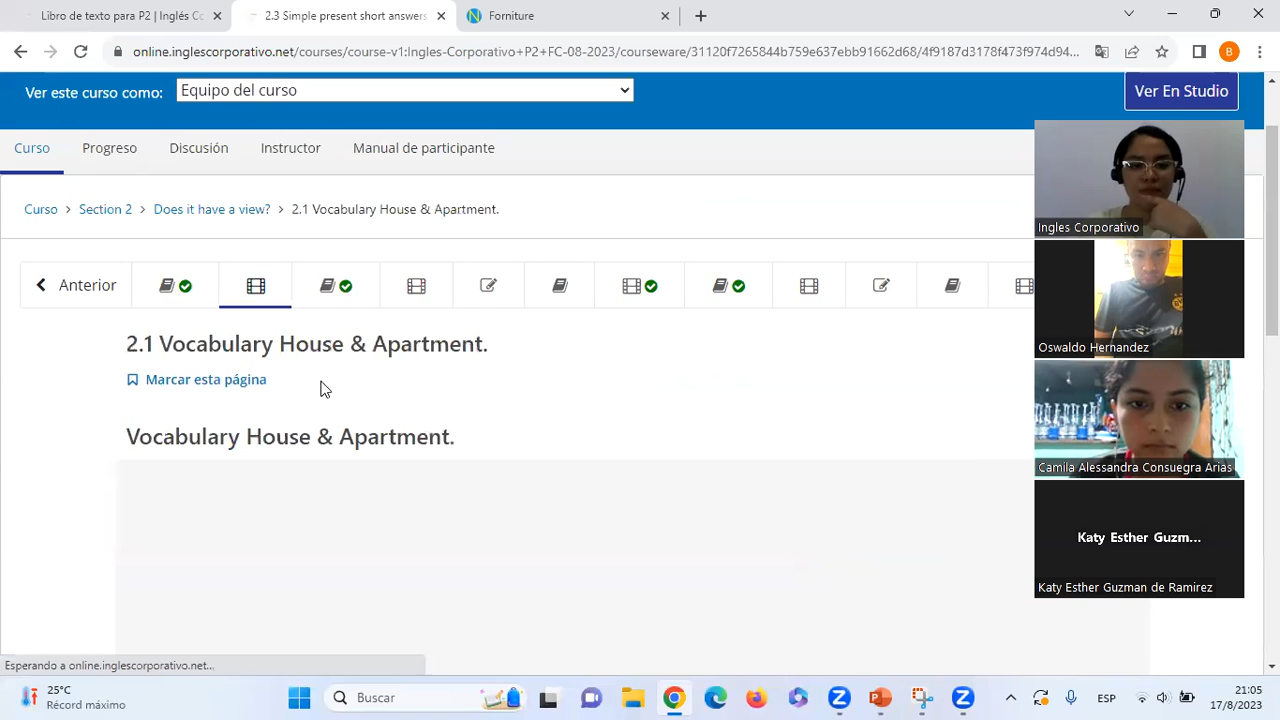 Libro de texto para P2 | Inglés C
2.3 Simple present short answers
Forniture
online.inglescorporativo.net/courses/course-v1:Ingles-Corporativo+P2+FC-08-2023/courseware/31120f7265844b759e637ebb91662d68/4f9187d3178f473f974d94...
B
Ver este curso como:
Equipo del curso
Ver En Studio
Curso
Progreso
Discusión
Instructor
Manual de participante
Curso > Section 2 > Does it have a view? > 2.1 Vocabulary House & Apartment.
Anterior
2.1 Vocabulary House & Apartment.
Marcar esta página
Vocabulary House & Apartment.
Ingles Corporativo
Oswaldo Hernandez
Camila Alessandra Consuegra Arias
Katy Esther Guzm...
Katy Esther Guzman de Ramirez
Esperando a online.inglescorporativo.net...
25°C
Récord máximo
Buscar
ESP
21:05
17/8/2023